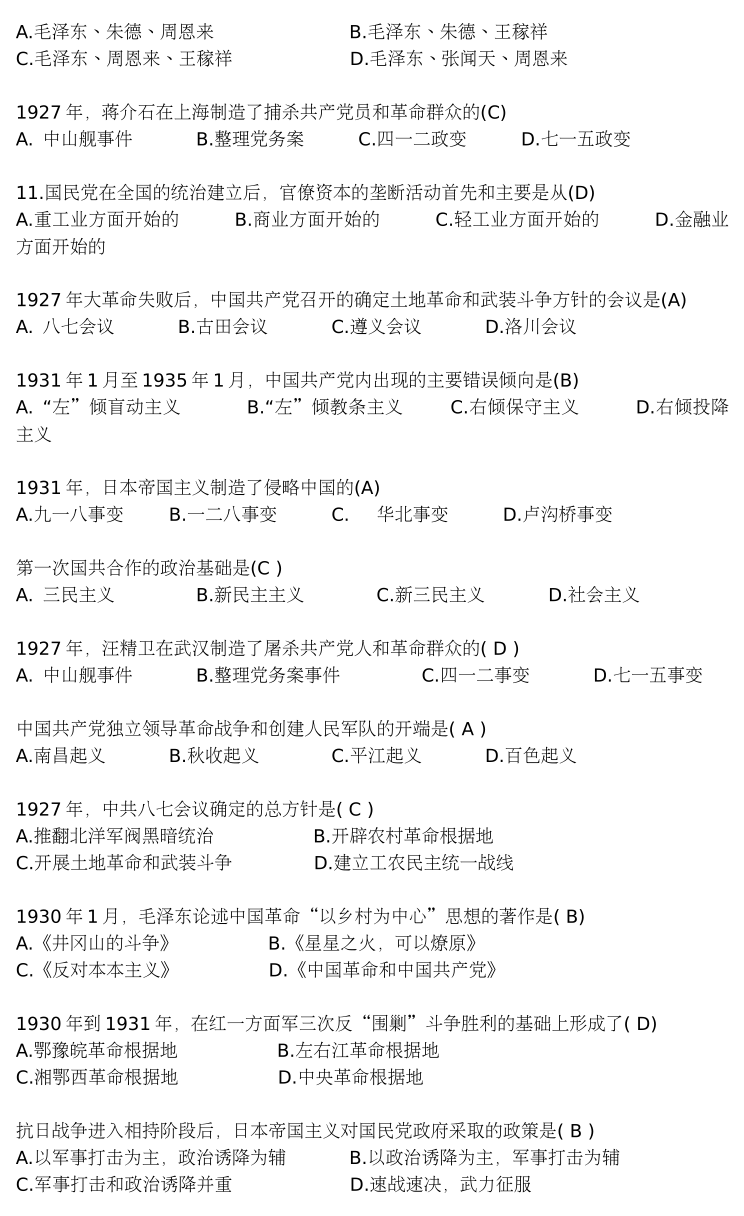 A.毛泽东、朱德、周恩来 B.毛泽东、朱德、王稼祥
C.毛泽东、周恩来、王稼祥 D.毛泽东、张闻天、周恩来
1927 年，蒋介石在上海制造了捕杀共产党员和革命群众的(C)
A. 中山舰事件 B.整理党务案 C.四一二政变 D.七一五政变
11.国民党在全国的统治建立后，官僚资本的垄断活动首先和主要是从(D)
A.重工业方面开始的 B.商业方面开始的 C.轻工业方面开始的 D.金融业
方面开始的
1927 年大革命失败后，中国共产党召开的确定土地革命和武装斗争方针的会议是(A)
A. 八七会议 B.古田会议 C.遵义会议 D.洛川会议
1931 年 1 月至 1935 年 1 月，中国共产党内出现的主要错误倾向是(B)
A. “左”倾盲动主义 B.“左”倾教条主义 C.右倾保守主义 D.右倾投降
主义
1931 年，日本帝国主义制造了侵略中国的(A)
A.九一八事变 B.一二八事变 C. 华北事变 D.卢沟桥事变
第一次国共合作的政治基础是(C )
A. 三民主义 B.新民主主义 C.新三民主义 D.社会主义
1927 年，汪精卫在武汉制造了屠杀共产党人和革命群众的( D )
A. 中山舰事件 B.整理党务案事件 C.四一二事变 D.七一五事变
中国共产党独立领导革命战争和创建人民军队的开端是( A )
A.南昌起义 B.秋收起义 C.平江起义 D.百色起义
1927 年，中共八七会议确定的总方针是( C )
A.推翻北洋军阀黑暗统治 B.开辟农村革命根据地
C.开展土地革命和武装斗争 D.建立工农民主统一战线
1930 年 1 月，毛泽东论述中国革命“以乡村为中心”思想的著作是( B)
A.《井冈山的斗争》 B.《星星之火，可以燎原》
C.《反对本本主义》 D.《中国革命和中国共产党》
1930 年到 1931 年，在红一方面军三次反“围剿”斗争胜利的基础上形成了( D)
A.鄂豫皖革命根据地 B.左右江革命根据地
C.湘鄂西革命根据地 D.中央革命根据地
抗日战争进入相持阶段后，日本帝国主义对国民党政府采取的政策是( B )
A.以军事打击为主，政治诱降为辅 B.以政治诱降为主，军事打击为辅
C.军事打击和政治诱降并重 D.速战速决，武力征服